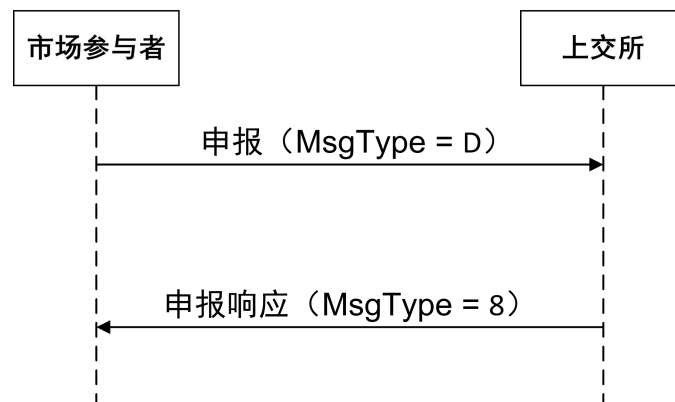 市场参与者
上交所
申报（MsgType = D）
申报响应（MsgType = 8）